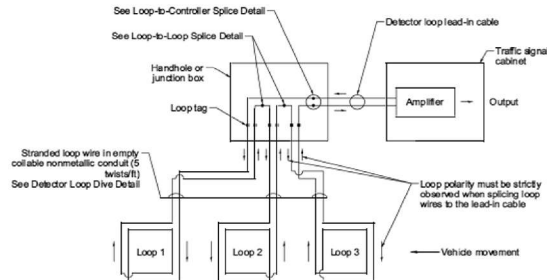 See Loop-to-Controller Splice Detail
See Loop-to-Loop Splice Detail
Detector loop lead-in cable
Handhole or
junction box
Traffic signal
cabinet
Amplifier
Output
Loop tag
Stranded loop wire in empty
coilable nonmetallic conduit (5
twists/ft)
See Detector Loop Dive Detail
Loop polarity must be strictly
observed when splicing loop
wires to the lead-in cable
Loop 1
Loop 2
Loop 3
Vehicle movement